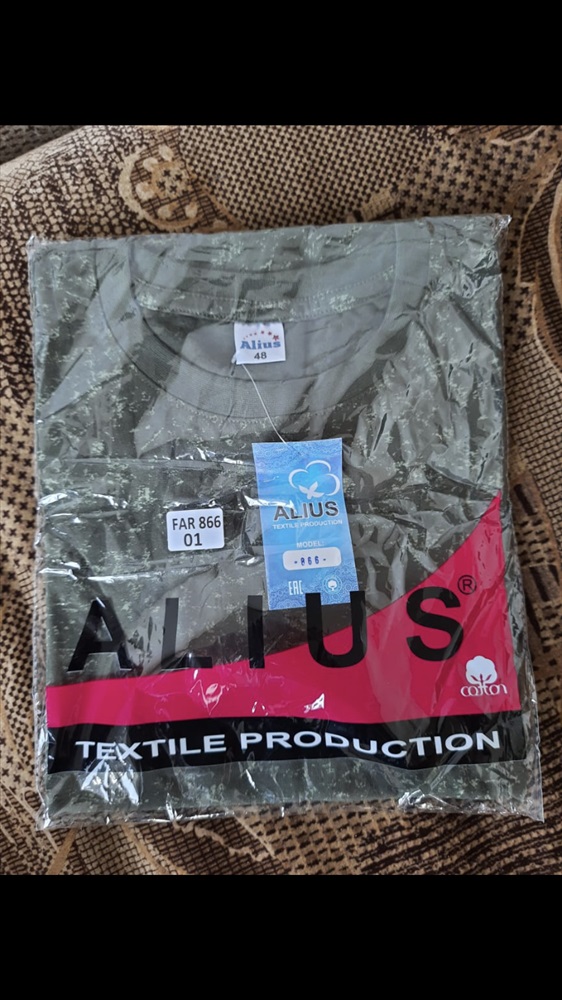 Alius
48
ALIUS
TEXTILE PRODUCTION
MODEL:
-866-
EAC
FAR 866
01
ALIUS®
cotton
TEXTILE PRODUCTION